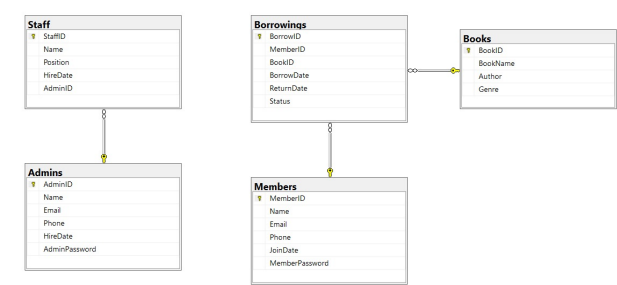 Staff
StaffID
Name
Position
HireDate
AdminID
Admins
AdminID
Name
Email
Phone
HireDate
AdminPassword
Borrowings
BorrowID
MemberID
BookID
BorrowDate
ReturnDate
Status
Members
MemberID
Name
Email
Phone
JoinDate
MemberPassword
Books
BookID
BookName
Author
Genre